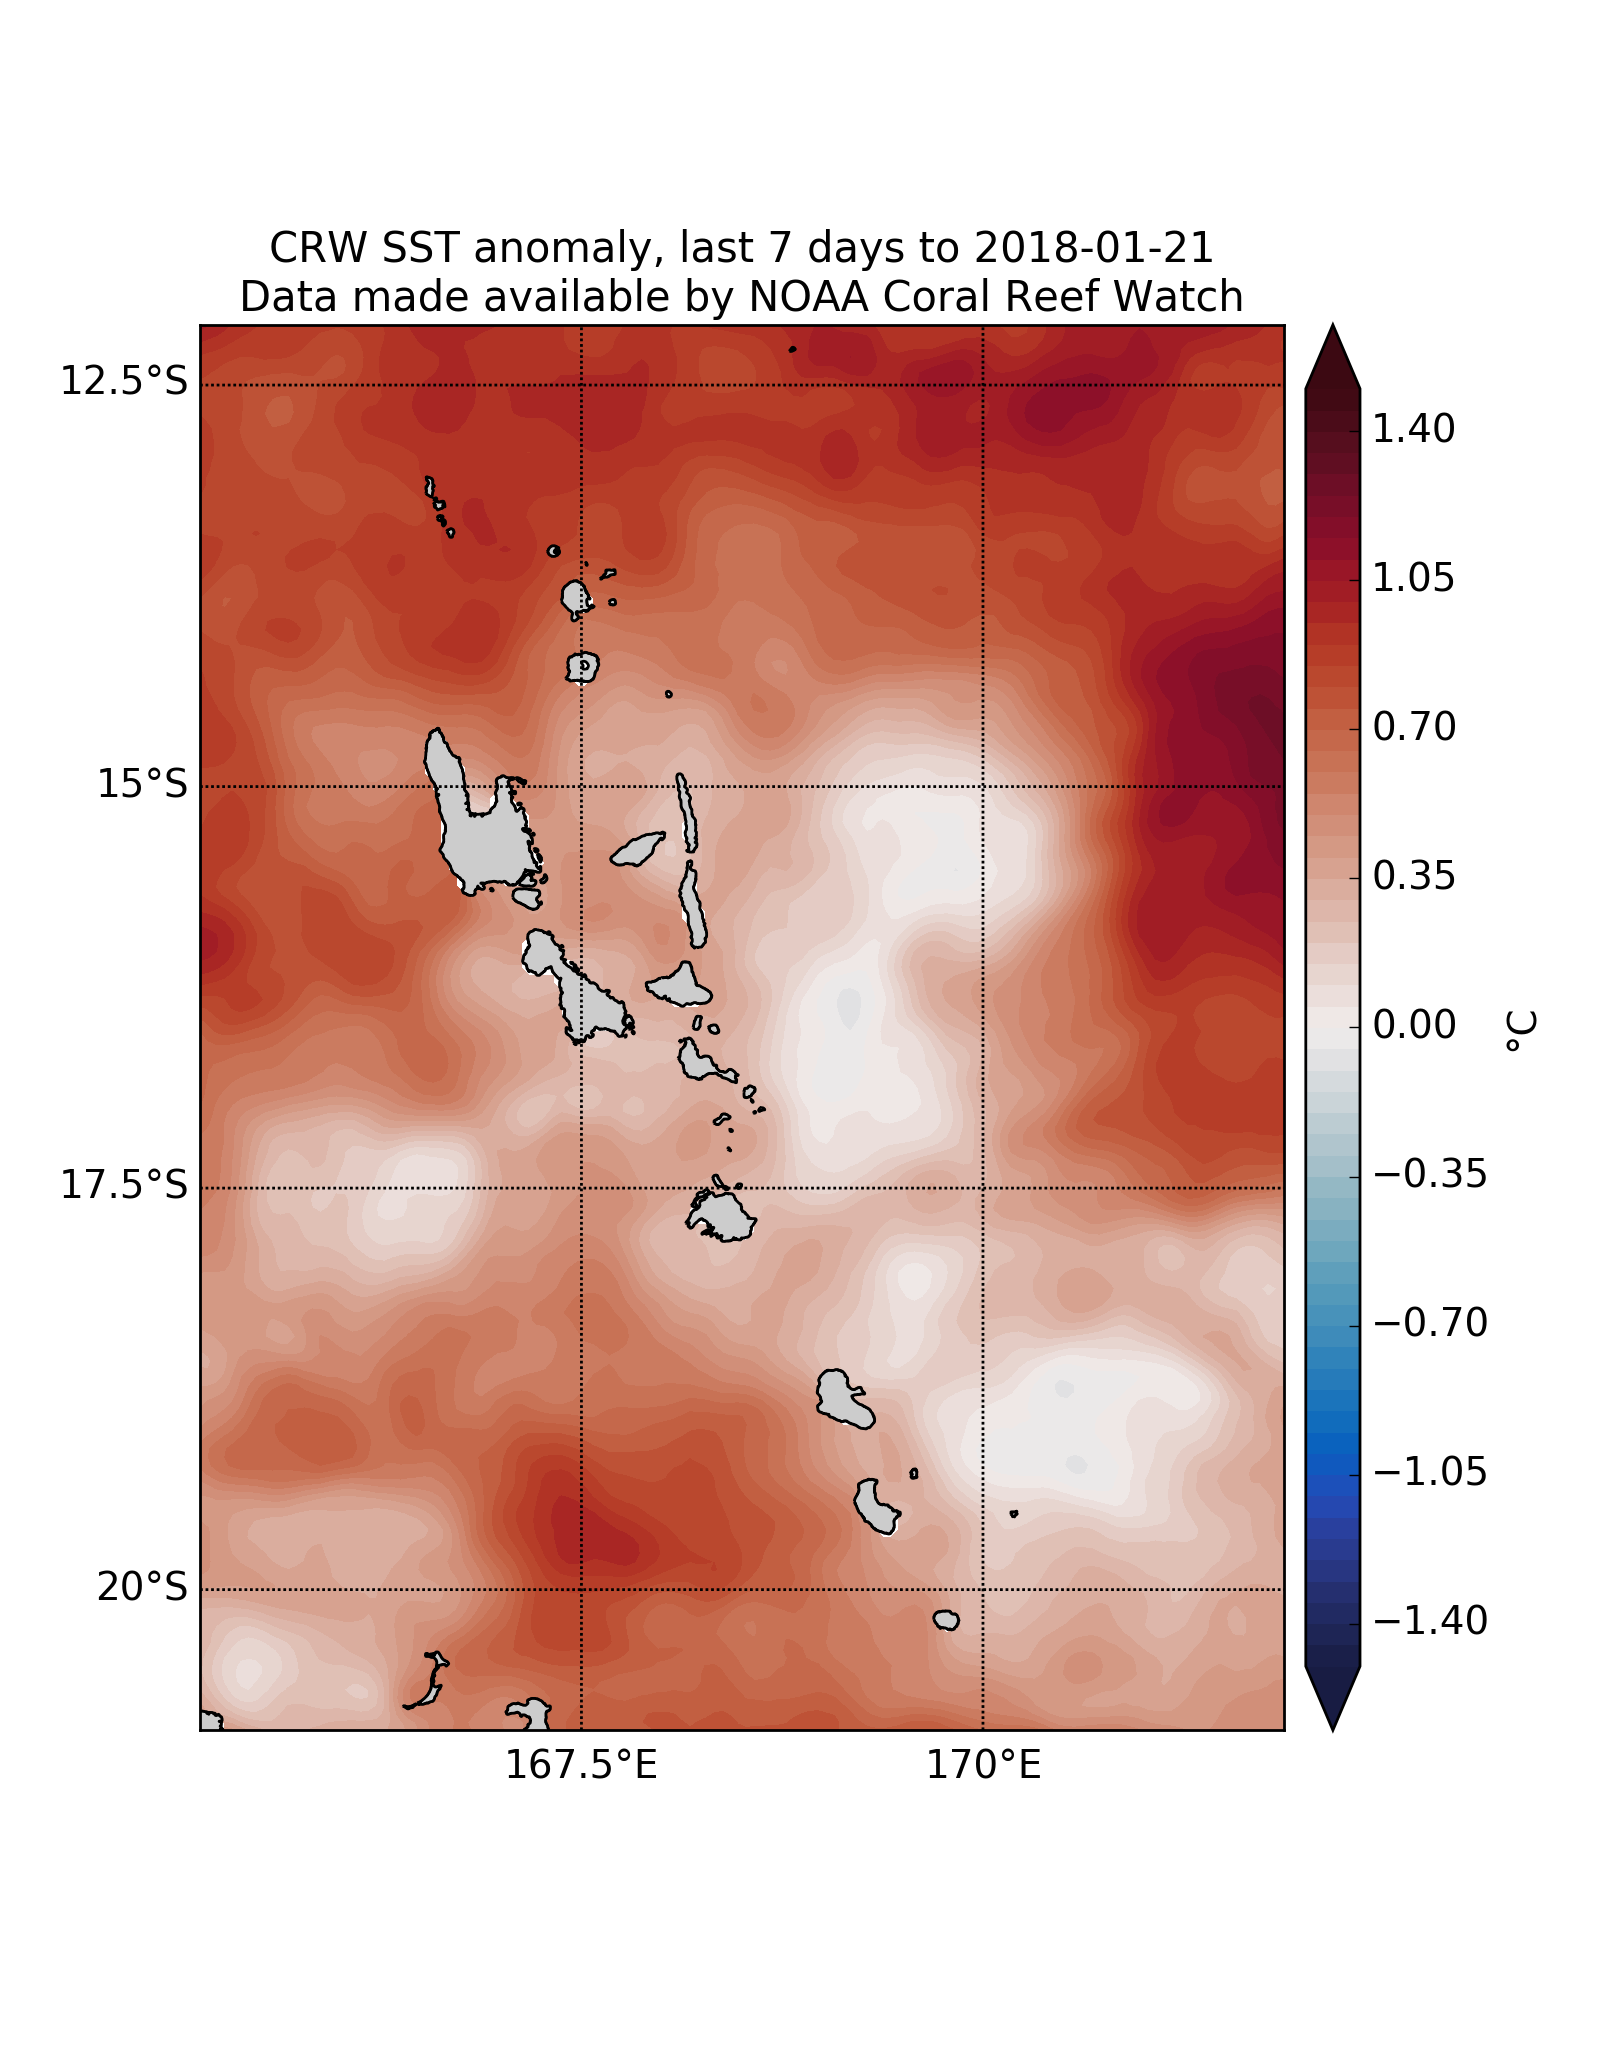 CRW SST anomaly, last 7 days to 2018-01-21
Data made available by NOAA Coral Reef Watch
12.5°S
15°S
17.5°S
20°S
167.5°E
170°E
1.40
1.05
0.70
0.35
0.00
−0.35
−0.70
−1.05
−1.40
°C